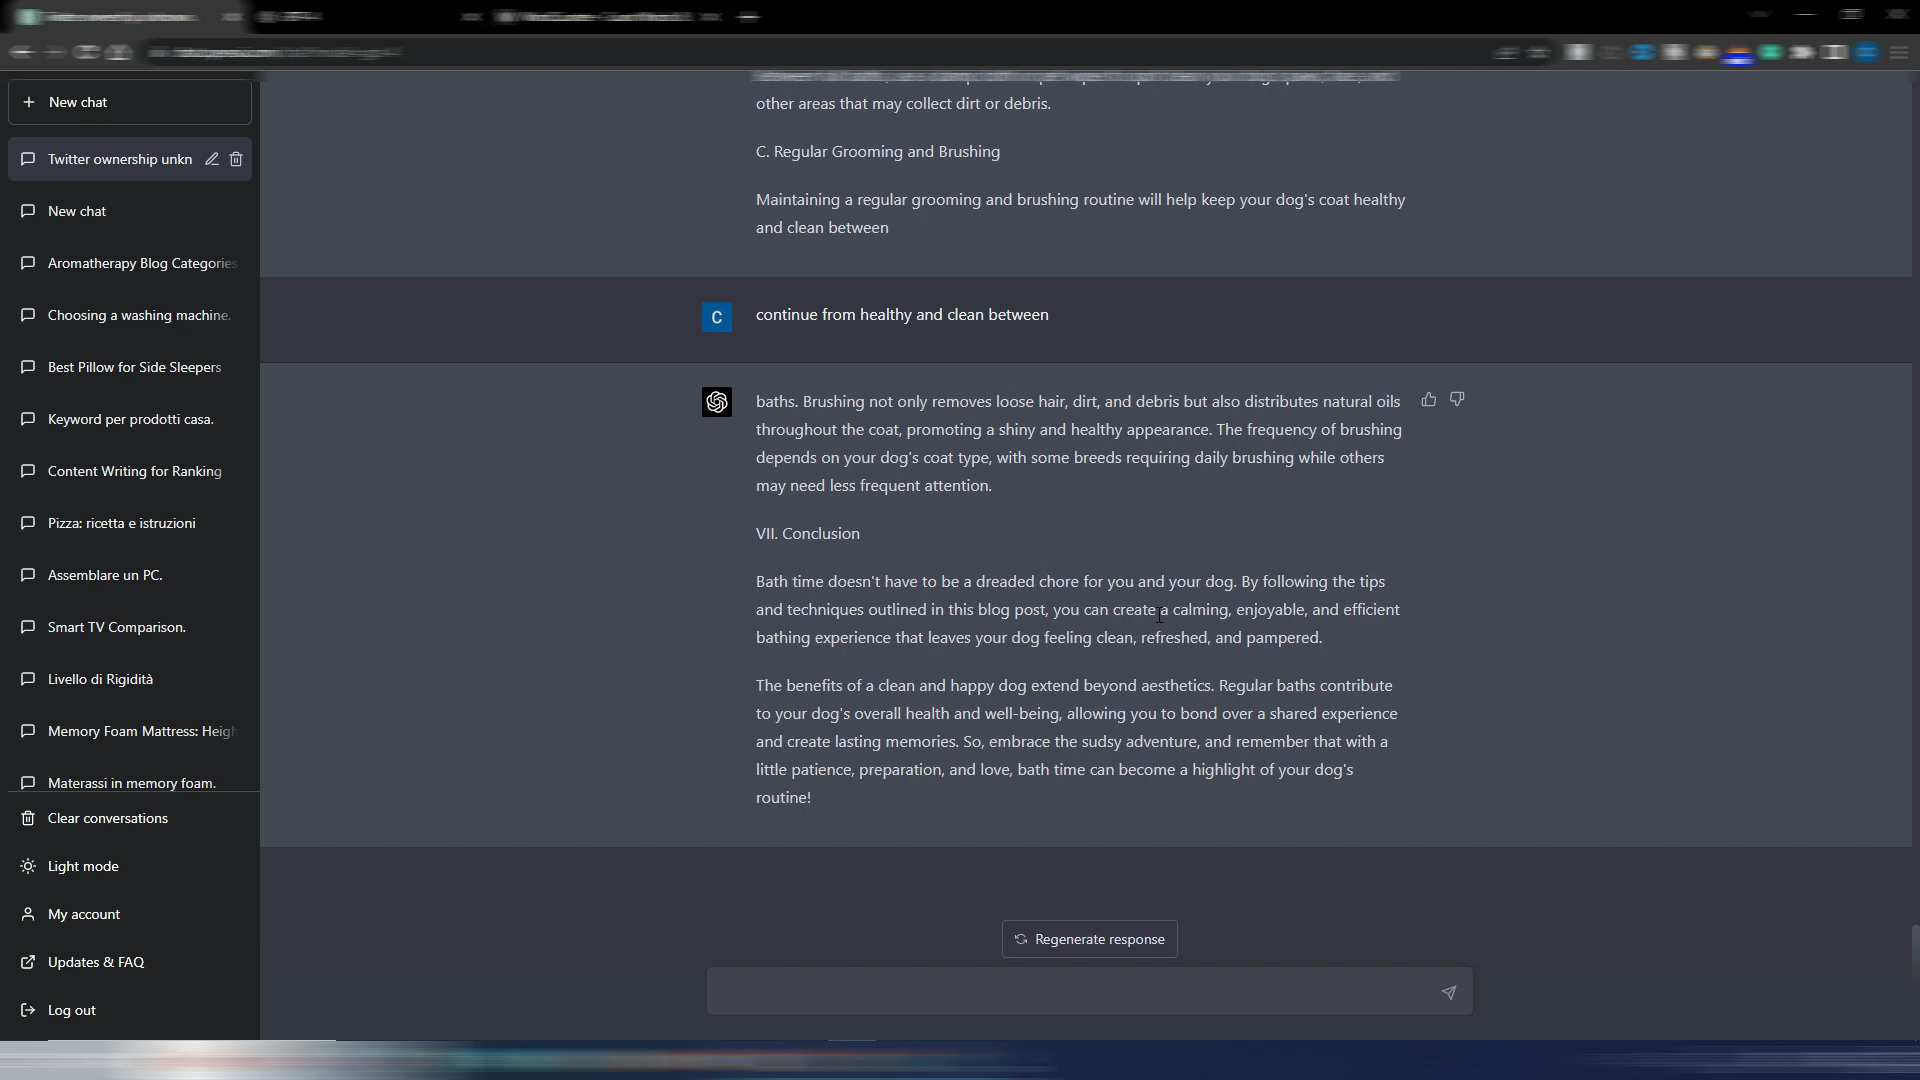 New chat
Twitter ownership unkn
New chat
Aromatherapy Blog Categories
Choosing a washing machine.
Best Pillow for Side Sleepers
Keyword per prodotti casa.
Content Writing for Ranking
Pizza: ricetta e istruzioni
Assemblare un PC.
Smart TV Comparison.
Livello di Rigidità
Memory Foam Mattress: Heigh
Materassi in memory foam.
Clear conversations
Light mode
My account
Updates & FAQ
Log out
other areas that may collect dirt or debris.
C. Regular Grooming and Brushing
Maintaining a regular grooming and brushing routine will help keep your dog's coat healthy
and clean between
C
continue from healthy and clean between
baths. Brushing not only removes loose hair, dirt, and debris but also distributes natural oils
throughout the coat, promoting a shiny and healthy appearance. The frequency of brushing
depends on your dog's coat type, with some breeds requiring daily brushing while others
may need less frequent attention.
VII. Conclusion
Bath time doesn't have to be a dreaded chore for you and your dog. By following the tips
and techniques outlined in this blog post, you can create a calming, enjoyable, and efficient
bathing experience that leaves your dog feeling clean, refreshed, and pampered.
The benefits of a clean and happy dog extend beyond aesthetics. Regular baths contribute
to your dog's overall health and well-being, allowing you to bond over a shared experience
and create lasting memories. So, embrace the sudsy adventure, and remember that with a
little patience, preparation, and love, bath time can become a highlight of your dog's
routine!
Regenerate response